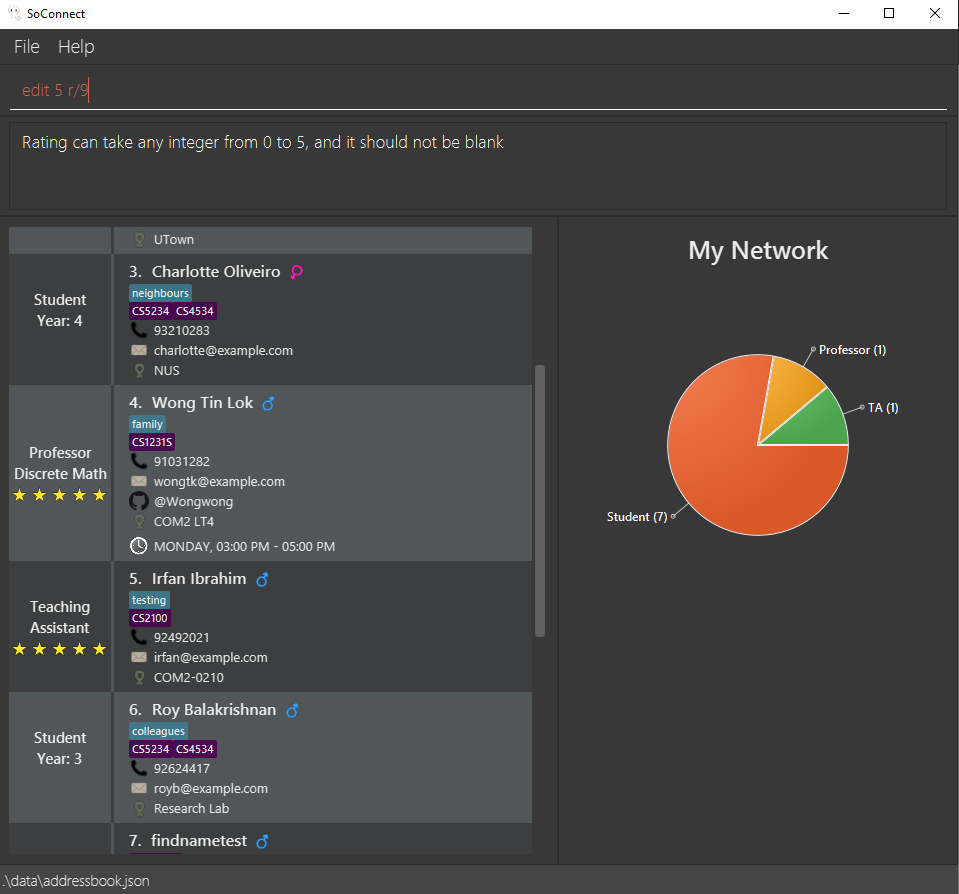 SoConnect
File Help
edit 5 r/9
Rating can take any integer from 0 to 5, and it should not be blank
UTown
Student
Year: 4
3. Charlotte Oliveiro
neighbours
CS5234 CS4534
93210283
charlotte@example.com
NUS
Professor
Discrete Math
4. Wong Tin Lok
family
CS1231S
91031282
wongtk@example.com
@Wongwong
COM2 LT4
MONDAY, 03:00 PM - 05:00 PM
Teaching
Assistant
5. Irfan Ibrahim
testing
CS2100
92492021
irfan@example.com
COM2-0210
Student
Year: 3
6. Roy Balakrishnan
colleagues
CS5234 CS4534
92624417
royb@example.com
Research Lab
7. findnametest
My Network
Professor (1)
TA (1)
Student (7)
.\data\addressbook.json